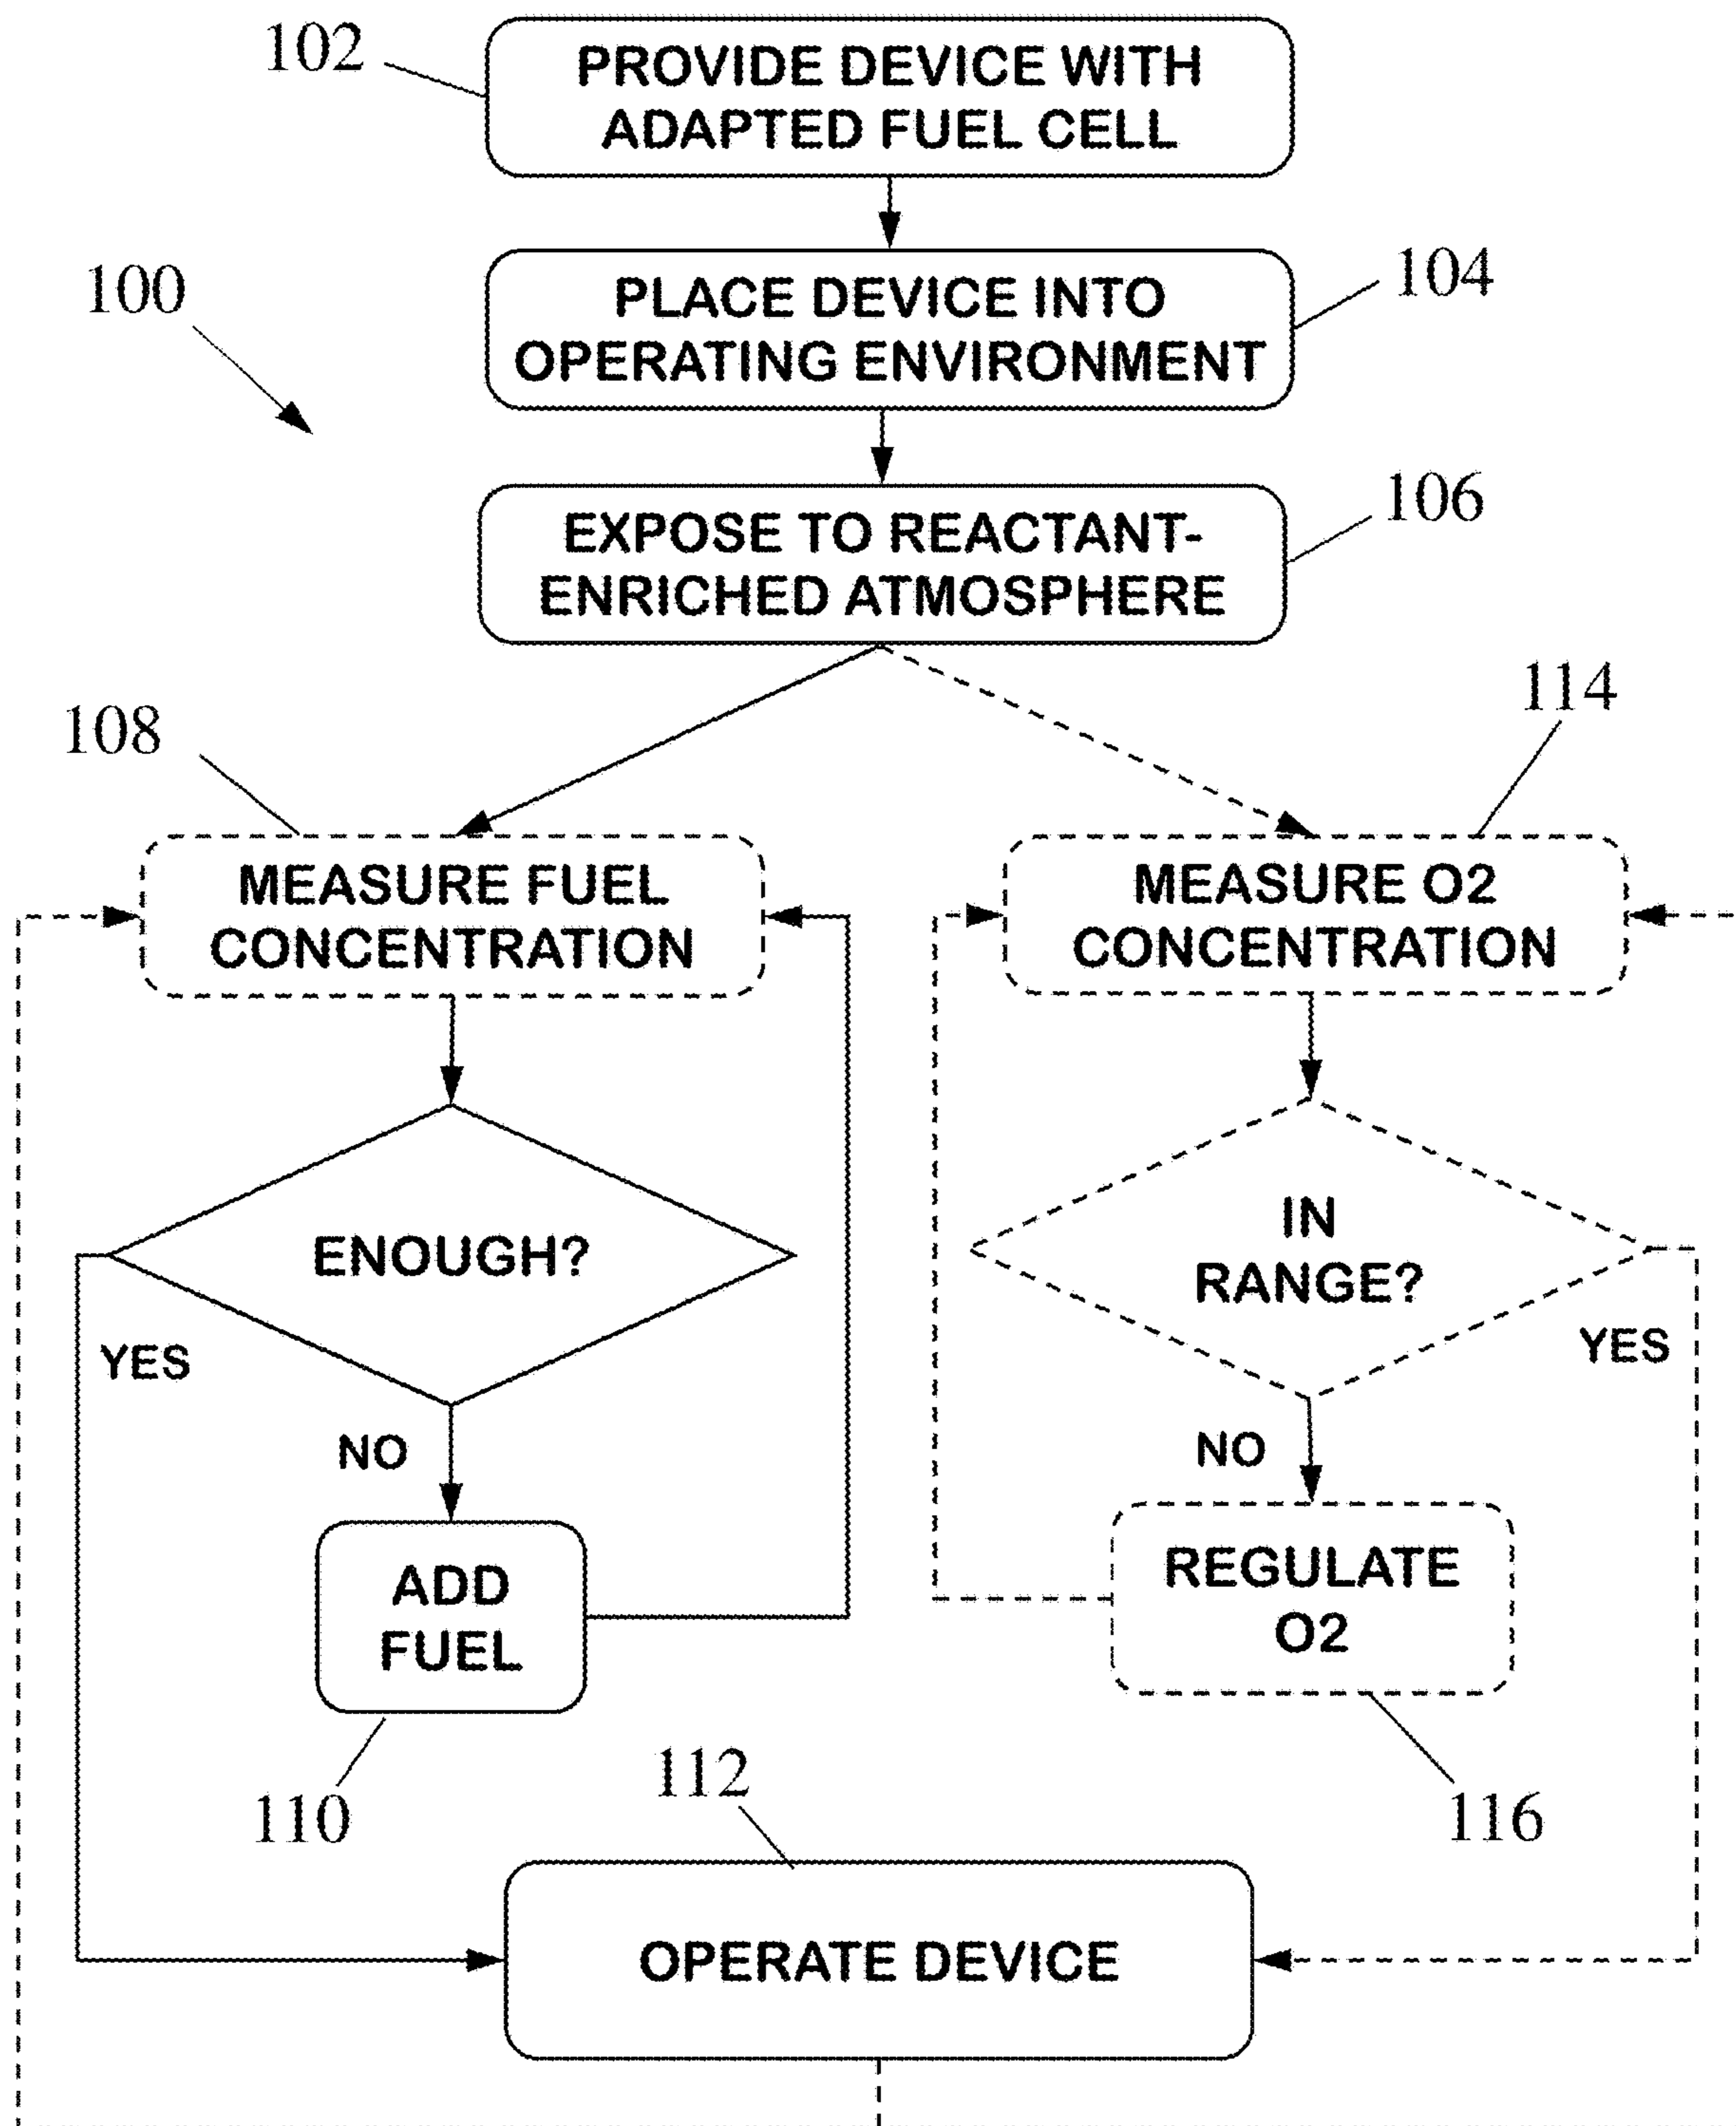 102
PROVIDE DEVICE WITH
ADAPTED FUEL CELL
100
PLACE DEVICE INTO
OPERATING ENVIRONMENT
104
EXPOSE TO REACTANT-
ENRICHED ATMOSPHERE
106
108
114
MEASURE FUEL
CONCENTRATION
MEASURE O2
CONCENTRATION
ENOUGH?
IN
RANGE?
YES
YES
NO
NO
ADD
FUEL
REGULATE
O2
110
112
116
OPERATE DEVICE